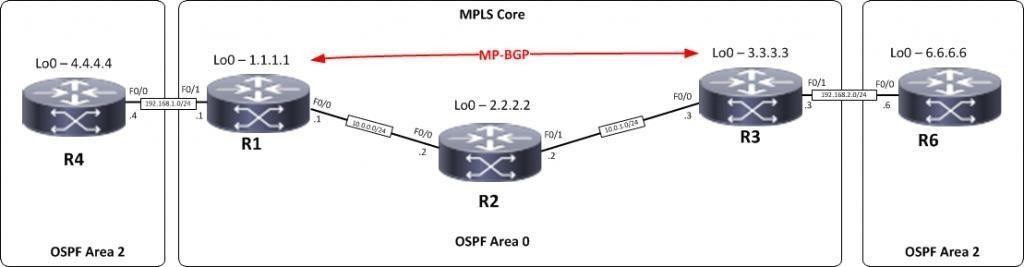 MPLS Core
MP-BGP
Lo0 – 4.4.4.4
F0/0
.4
192.168.1.0/24
R4
OSPF Area 2
Lo0 – 1.1.1.1
F0/1
.1
F0/0
.1
R1
10.0.0.0/24
Lo0 – 2.2.2.2
F0/0
.2
F0/1
.2
R2
OSPF Area 0
10.0.1.0/24
Lo0 – 3.3.3.3
F0/0
.3
F0/1
.3
R3
192.168.2.0/24
Lo0 – 6.6.6.6
F0/0
.6
R6
OSPF Area 2